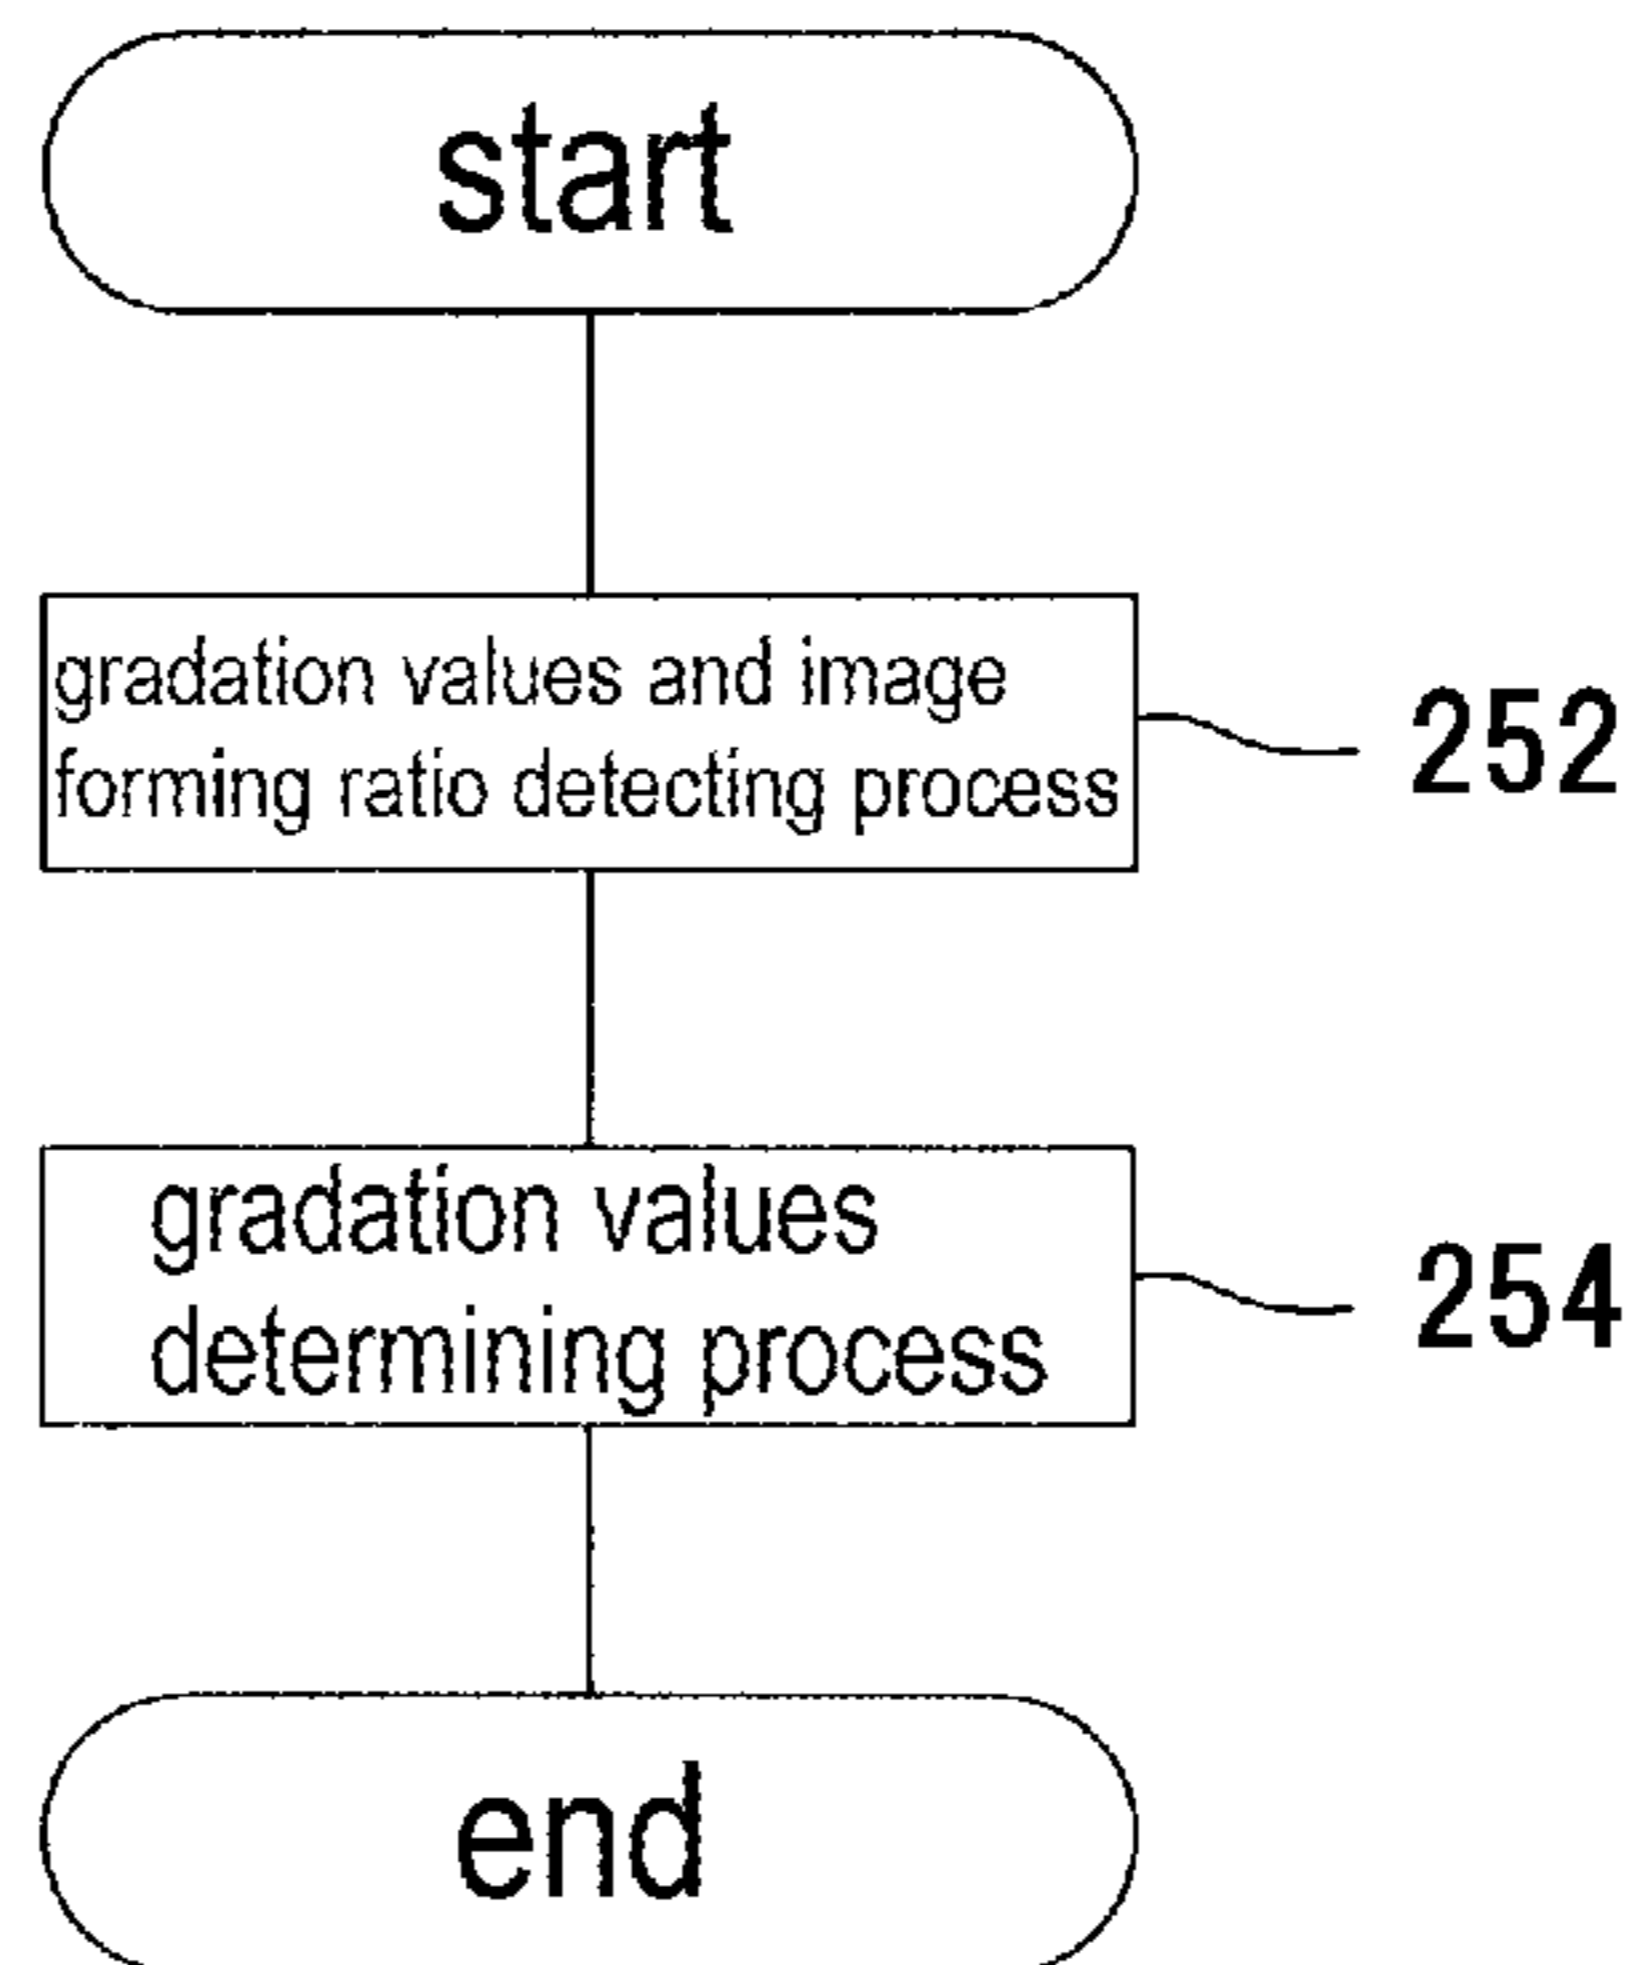 start
gradation values and image
forming ratio detecting process
252
gradation values
determining process
254
end